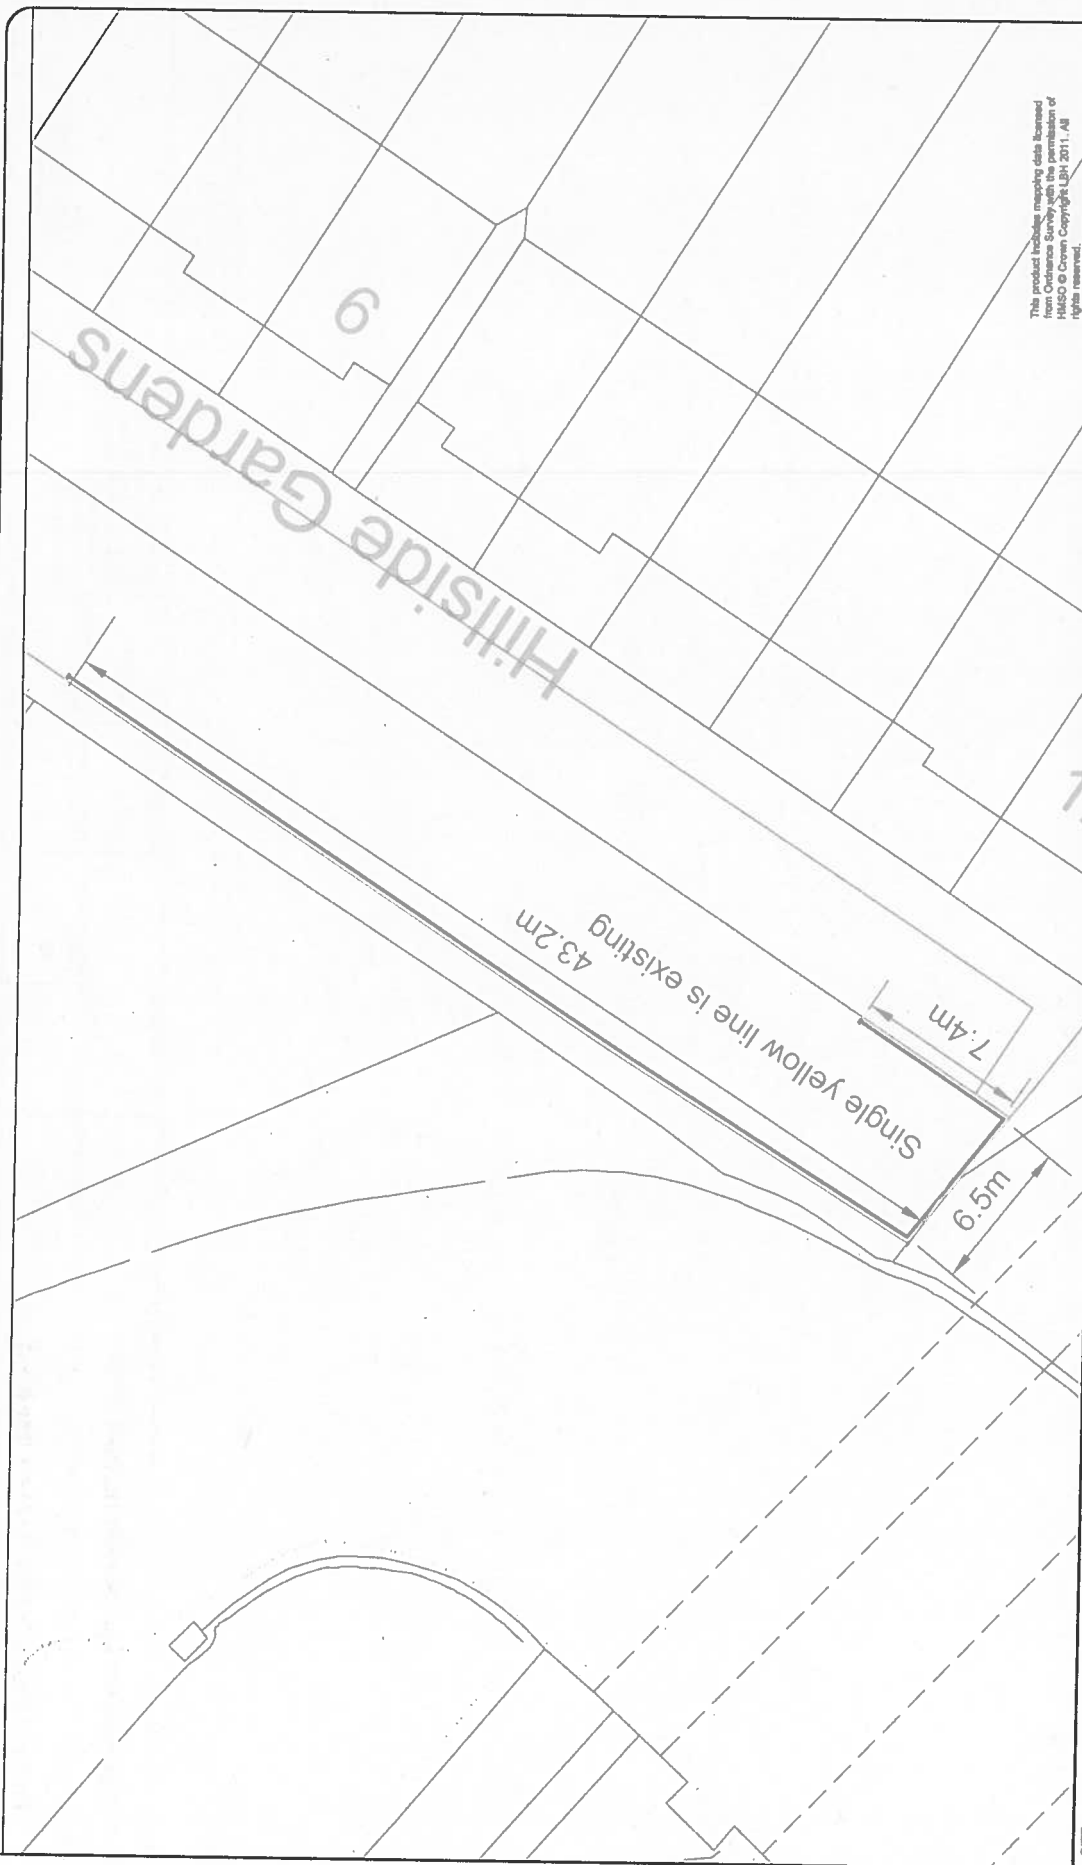 This product includes mapping data licensed
from Ordnance Survey with the permission of
HMSO © Crown Copyright LBH 2011. All
rights reserved.
9
Hillside Gardens
43.2m
Single yellow line is existing
7.4m
6.5m